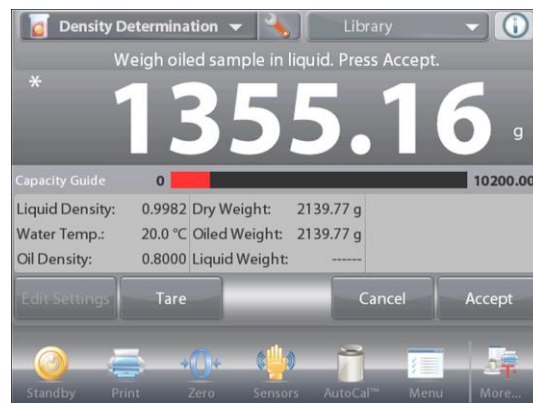 Density Determination Library
Weigh oiled sample in liquid. Press Accept.
* 1355.16 g
Capacity Guide 0 10200.00
Liquid Density: 0.9982 Dry Weight: 2139.77 g
Water Temp.: 20.0 °C Oiled Weight: 2139.77 g
Oil Density: 0.8000 Liquid Weight: ------
Edit Settings Tare Cancel Accept
Standby Print Zero Sensors AutoCal™ Menu More...